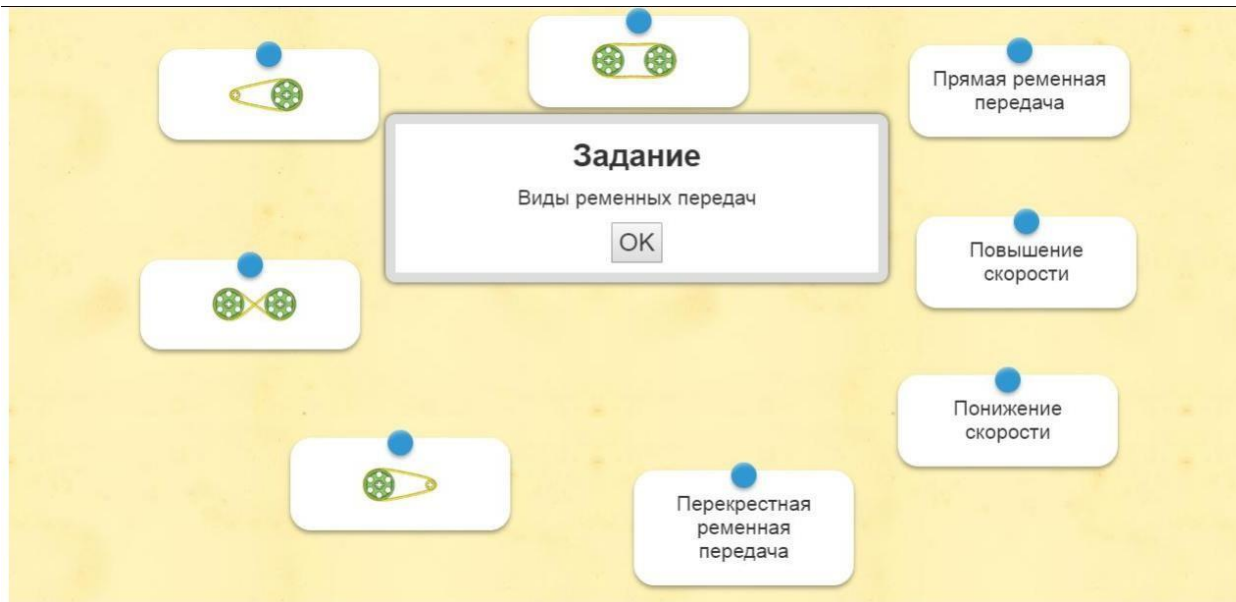 Прямая ременная
передача
Задание
Виды ременных передач
OK
Повышение
скорости
Понижение
скорости
Перекрестная
ременная
передача